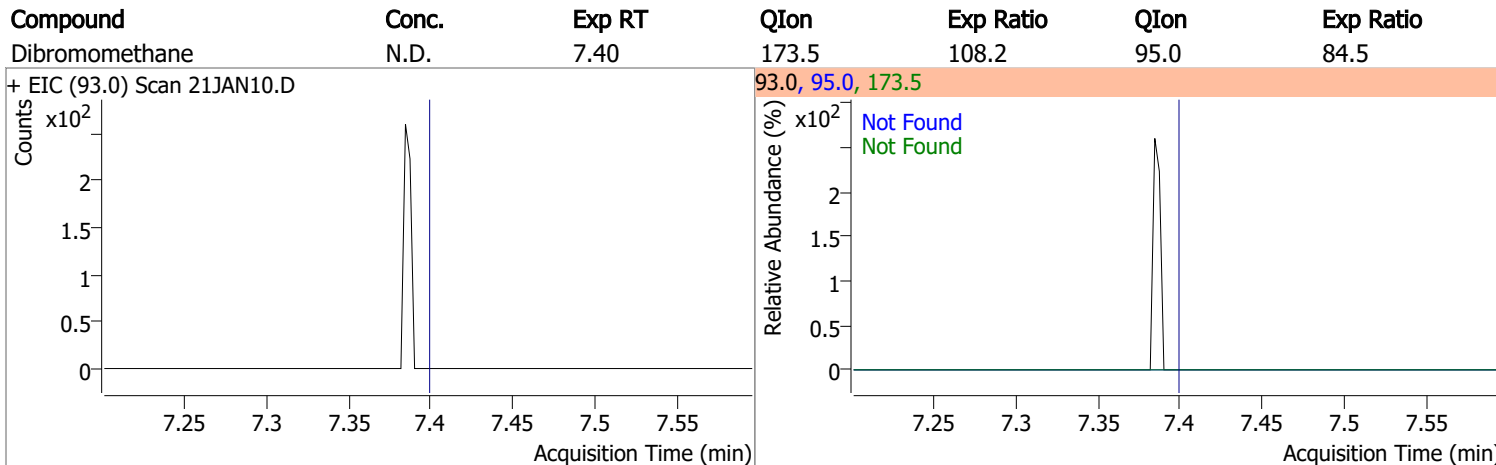 Compound Conc. Exp RT QIon Exp Ratio QIon Exp Ratio
Dibromomethane N.D. 7.40 173.5 108.2 95.0 84.5
+ EIC (93.0) Scan 21JAN10.D
Counts
x10²
2
1.5
1
0.5
0
7.25 7.3 7.35 7.4 7.45 7.5 7.55
Acquisition Time (min)
93.0, 95.0, 173.5
Relative Abundance (%)
x10²
Not Found
Not Found
2
1.5
1
0.5
0
7.25 7.3 7.35 7.4 7.45 7.5 7.55
Acquisition Time (min)